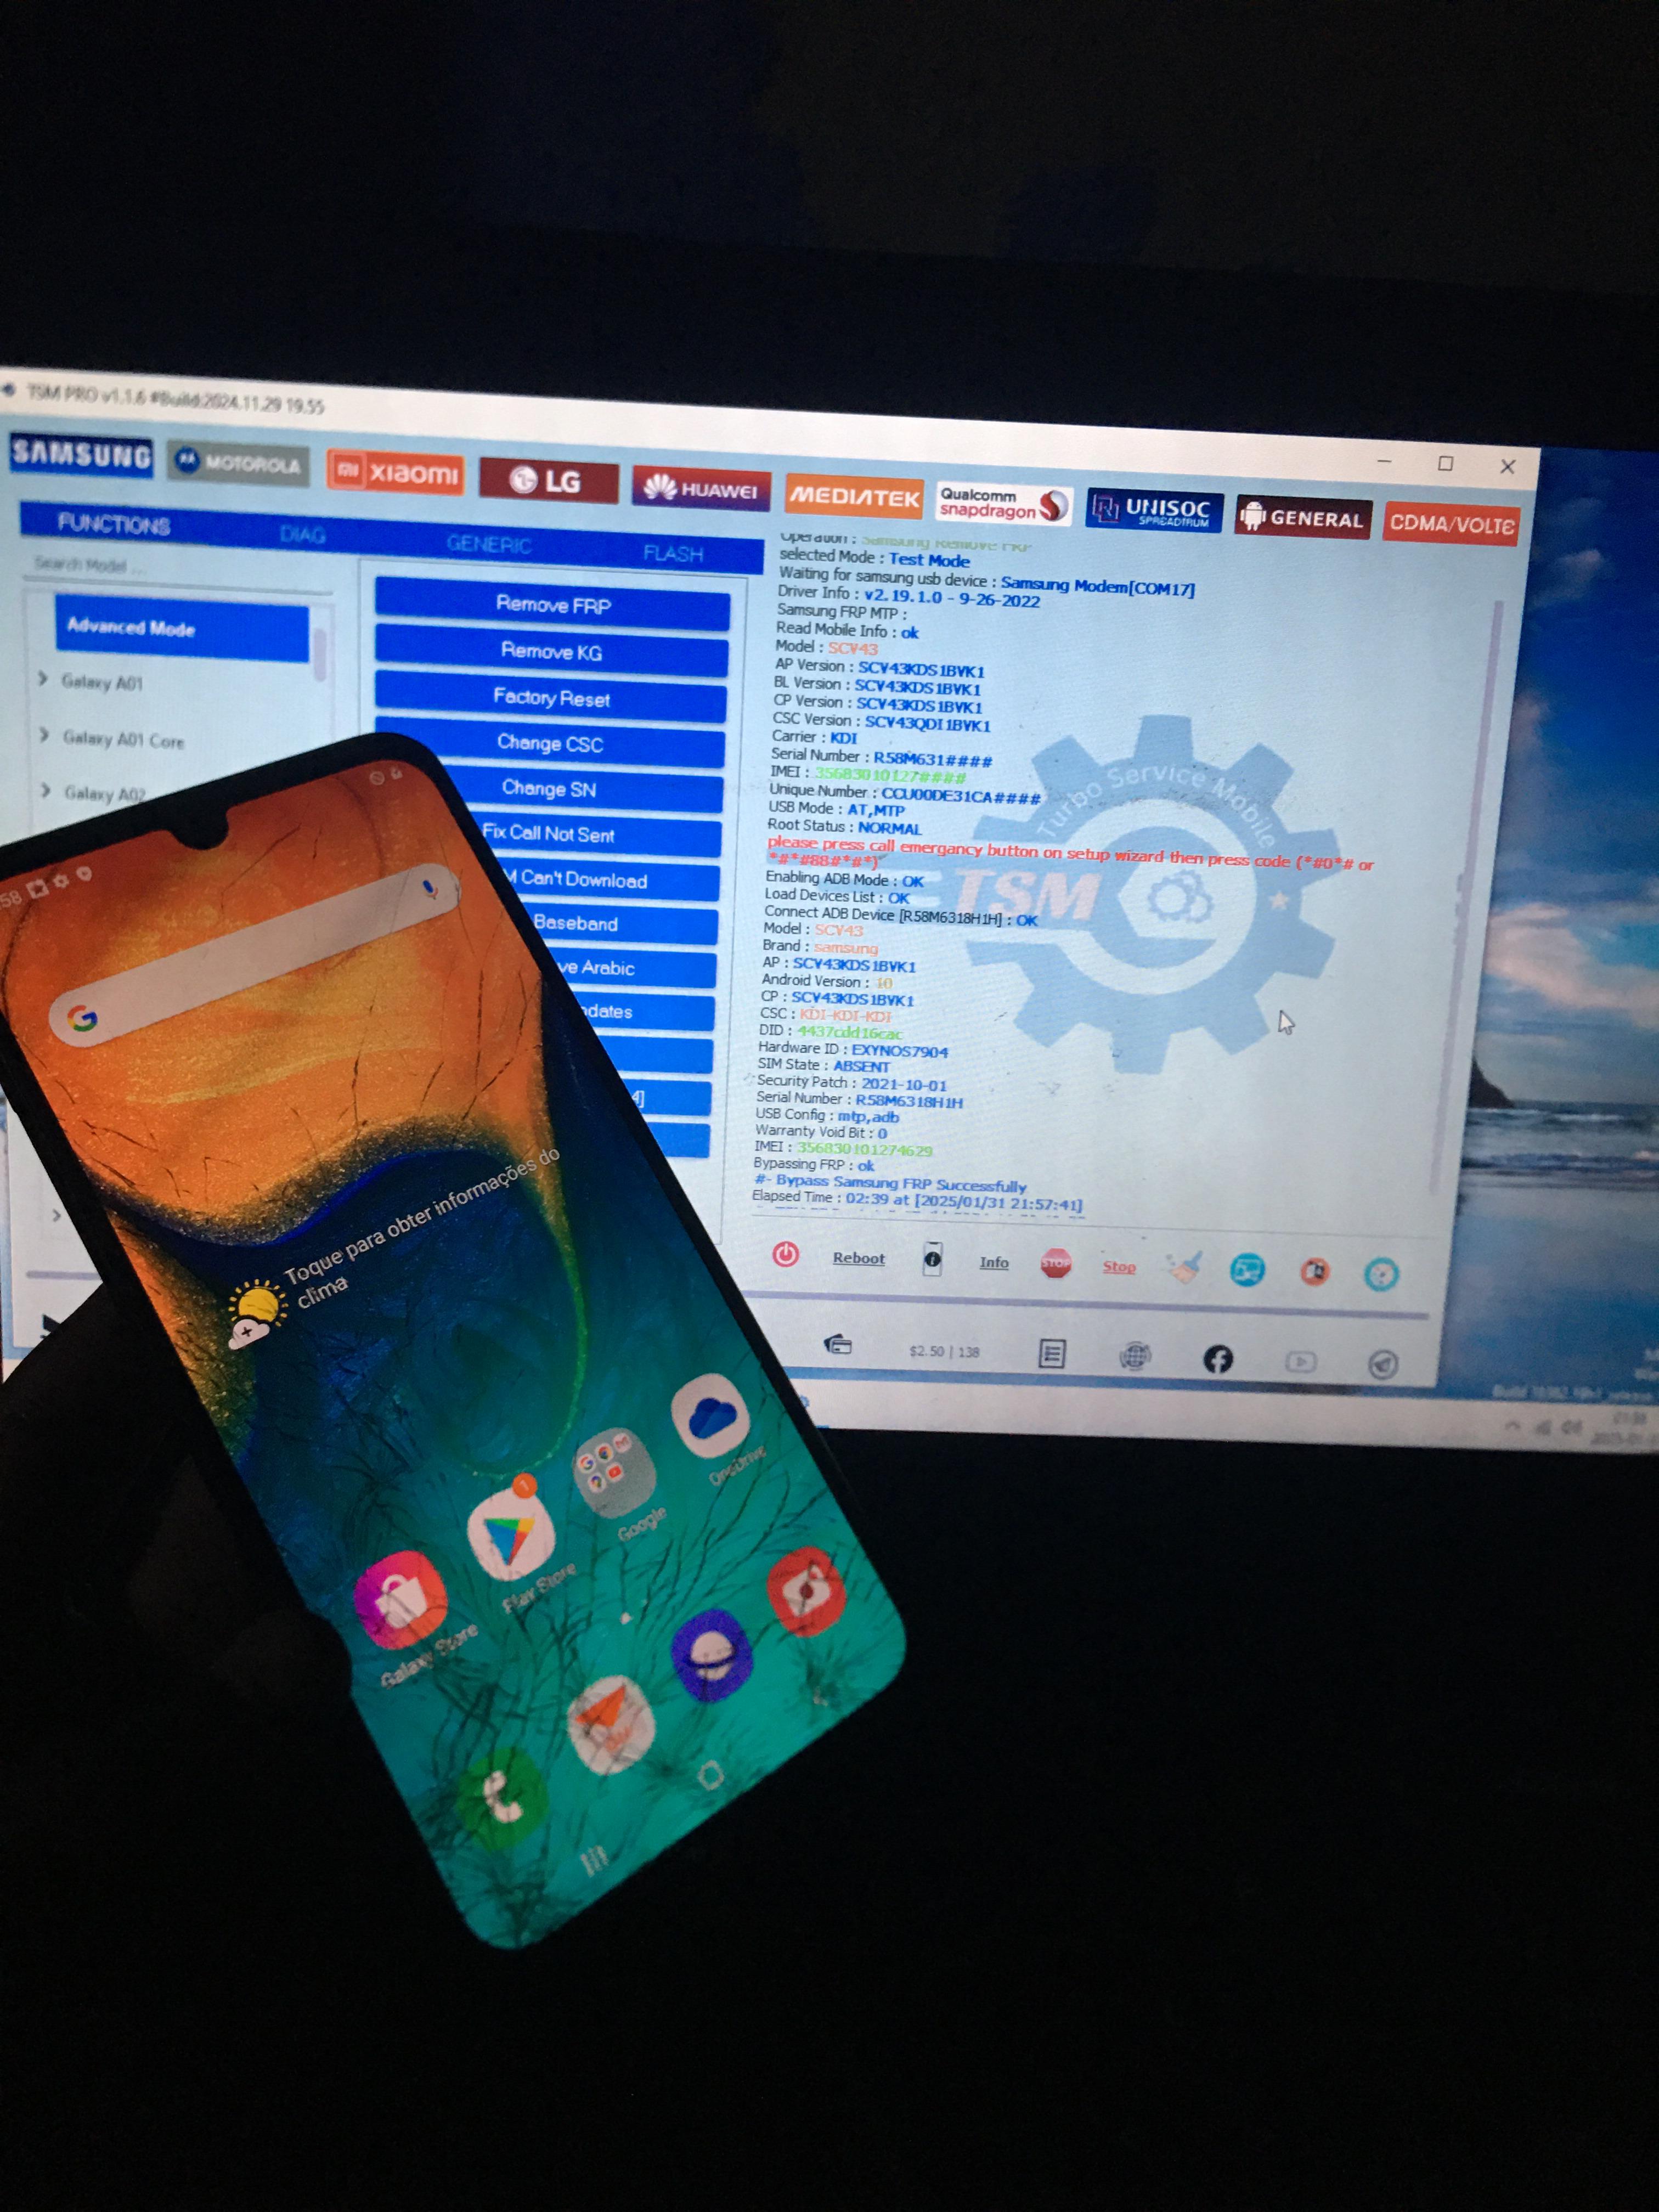 TSM PRO v1.1.6 #Build:2024.11.29 19.55
SAMSUNG
MOTOROLA
xiaomi
LG
HUAWEI
MEDIATEK
Qualcomm
snapdragon
UNISOC
SPREADTRUM
GENERAL
CDMA/VOLTE
FUNCTIONS
DIAG
GENERIC
FLASH
Search Model ...
Advanced Mode
Galaxy A01
Galaxy A01 Core
Galaxy A02
Remove FRP
Remove KG
Factory Reset
Change CSC
Change SN
Fix Call Not Sent
M Can't Download
Baseband
ve Arabic
dates
4]
Operation : Samsung Remove FRP
selected Mode : Test Mode
Waiting for samsung usb device : Samsung Modem[COM17]
Driver Info : v2.19.1.0 - 9-26-2022
Samsung FRP MTP :
Read Mobile Info : ok
Model : SCV43
AP Version : SCV43KDS1BVK1
BL Version : SCV43KDS1BVK1
CP Version : SCV43KDS1BVK1
CSC Version : SCV43QDI1BVK1
Carrier : KDI
Serial Number : R58M631####
IMEI : 35683010127####
Unique Number : CCU00DE31CA####
USB Mode : AT,MTP
Root Status : NORMAL
please press call emergancy button on setup wizard then press code (*#0*# or
*#*#88#*#*)
Enabling ADB Mode : OK
Load Devices List : OK
Connect ADB Device [R58M6318H1H] : OK
Model : SCV43
Brand : samsung
AP : SCV43KDS1BVK1
Android Version : 10
CP : SCV43KDS1BVK1
CSC : KDI-KDI-KDI
DID : 4437cdd16cac
Hardware ID : EXYNOS7904
SIM State : ABSENT
Security Patch : 2021-10-01
Serial Number : R58M6318H1H
USB Config : mtp,adb
Warranty Void Bit : 0
IMEI : 356830101274629
Bypassing FRP : ok
#- Bypass Samsung FRP Successfully
Elapsed Time : 02:39 at [2025/01/31 21:57:41]
Turbo Service Mobile
TSM
Reboot
Info
STOP
Stop
$2.50 | 138
:58
Toque para obter informações do
clima
Galaxy Store
1
Play Store
Google
OneDrive